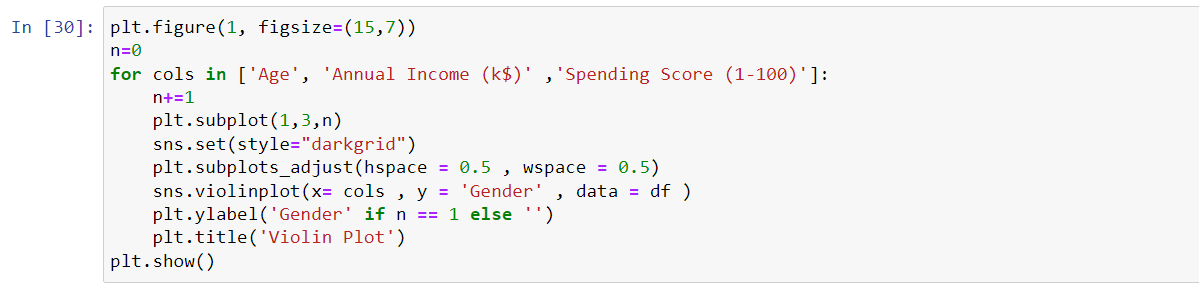 In [30]: plt.figure(1, figsize=(15,7))
n=0
for cols in ['Age', 'Annual Income (k$)' ,'Spending Score (1-100)']:
    n+=1
    plt.subplot(1,3,n)
    sns.set(style="darkgrid")
    plt.subplots_adjust(hspace = 0.5 , wspace = 0.5)
    sns.violinplot(x= cols , y = 'Gender' , data = df )
    plt.ylabel('Gender' if n == 1 else '')
    plt.title('Violin Plot')
plt.show()